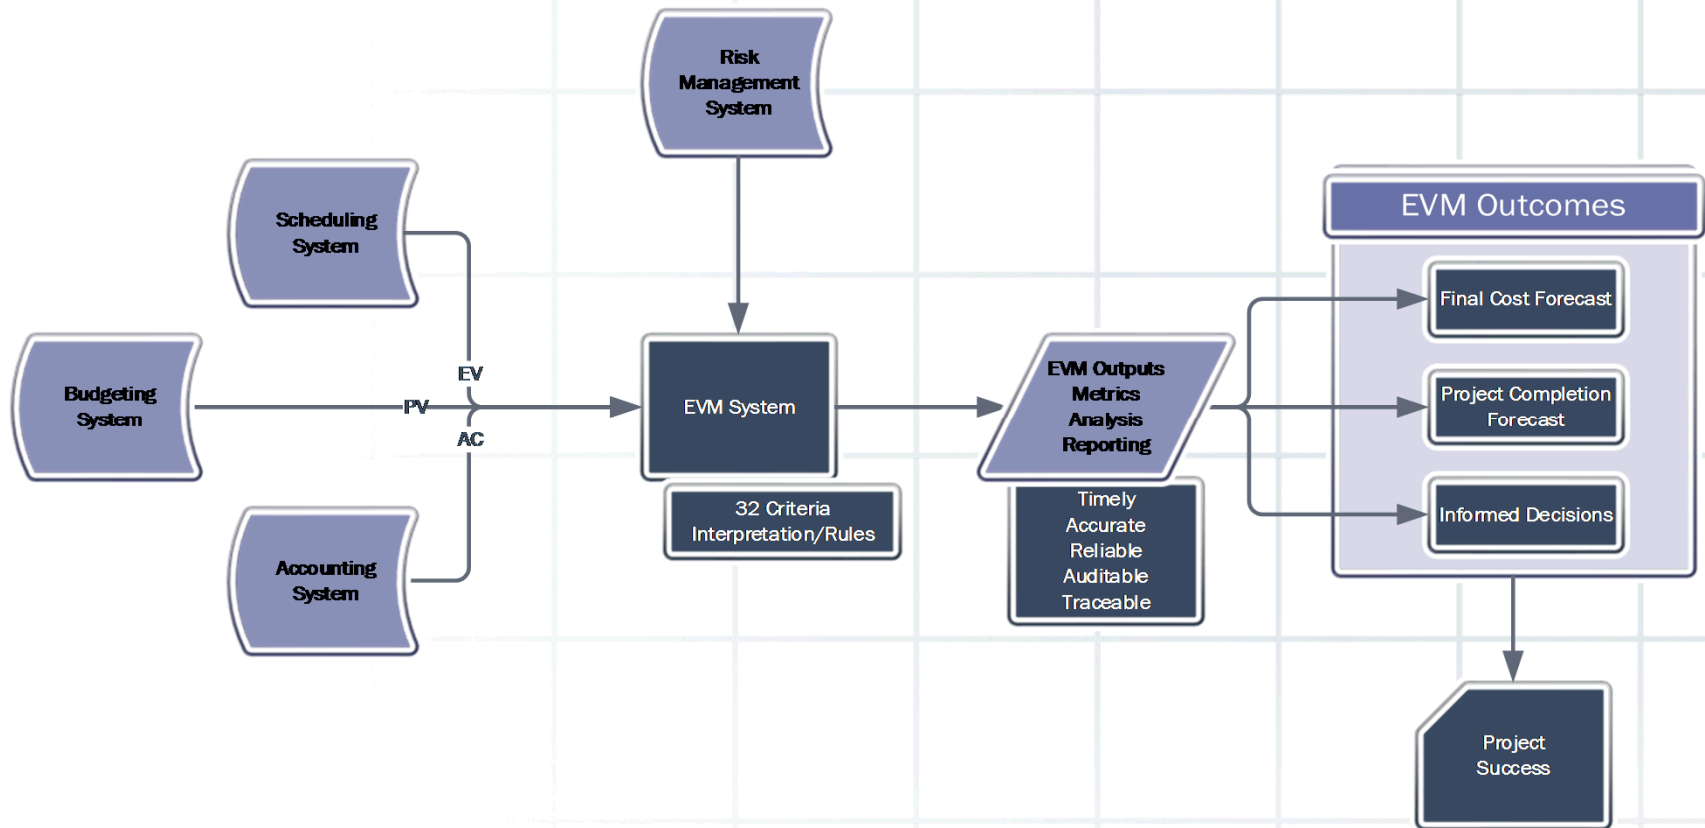 Risk
Management
System
Scheduling
System
EVM Outcomes
Final Cost Forecast
EV
Budgeting
System
PV
EVM System
EVM Outputs
Metrics
Analysis
Reporting
Project Completion
Forecast
AC
32 Criteria
Interpretation/Rules
Timely
Accurate
Reliable
Auditable
Traceable
Informed Decisions
Accounting
System
Project
Success